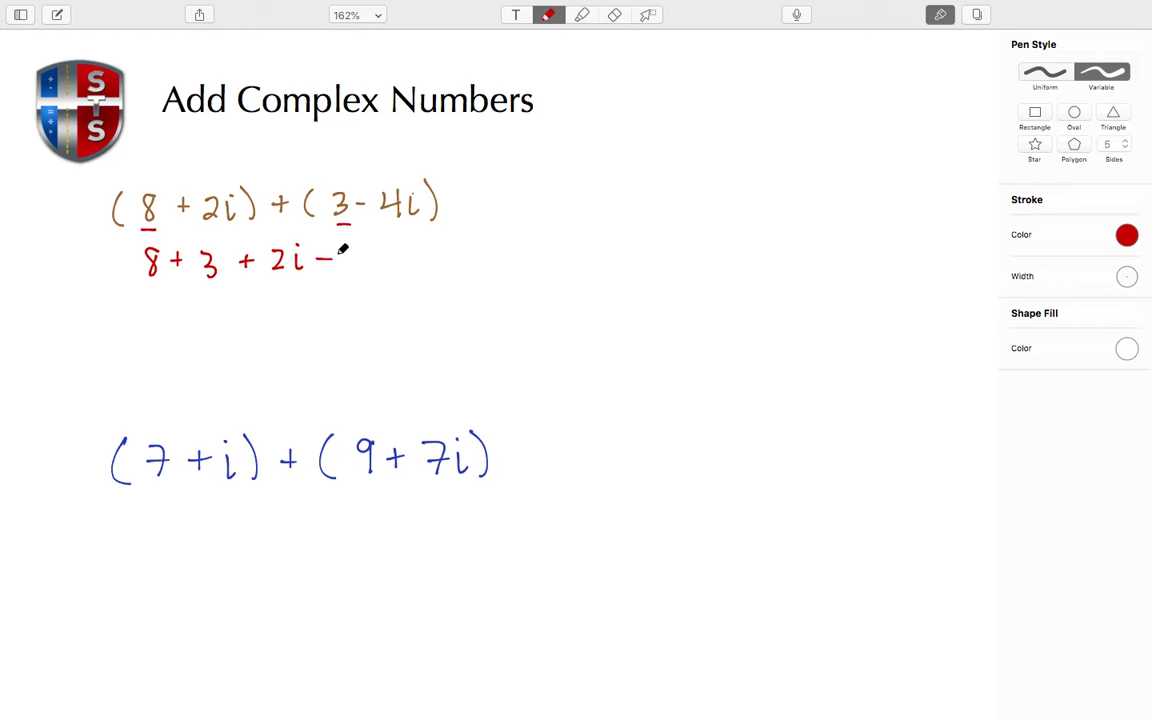 162%
T
Pen Style
Uniform Variable
Rectangle Oval Triangle
5
Star Polygon Sides
Stroke
Color
Width
Shape Fill
Color
STS
Add Complex Numbers
(8 + 2i) + (3 - 4i)
8 + 3 + 2i -
(7 + i) + (9 + 7i)